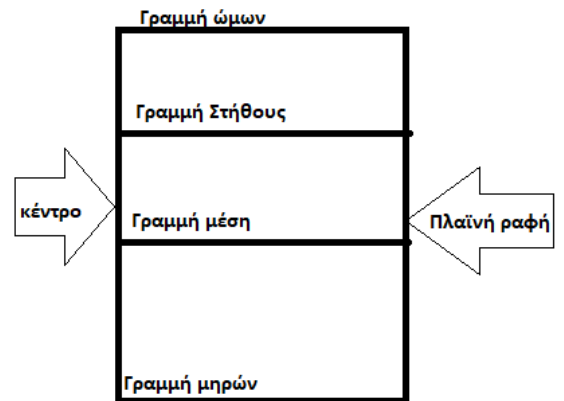 Γραμμή ώμων
Γραμμή Στήθους
κέντρο
Γραμμή μέση
Πλαϊνή ραφή
Γραμμή μηρών